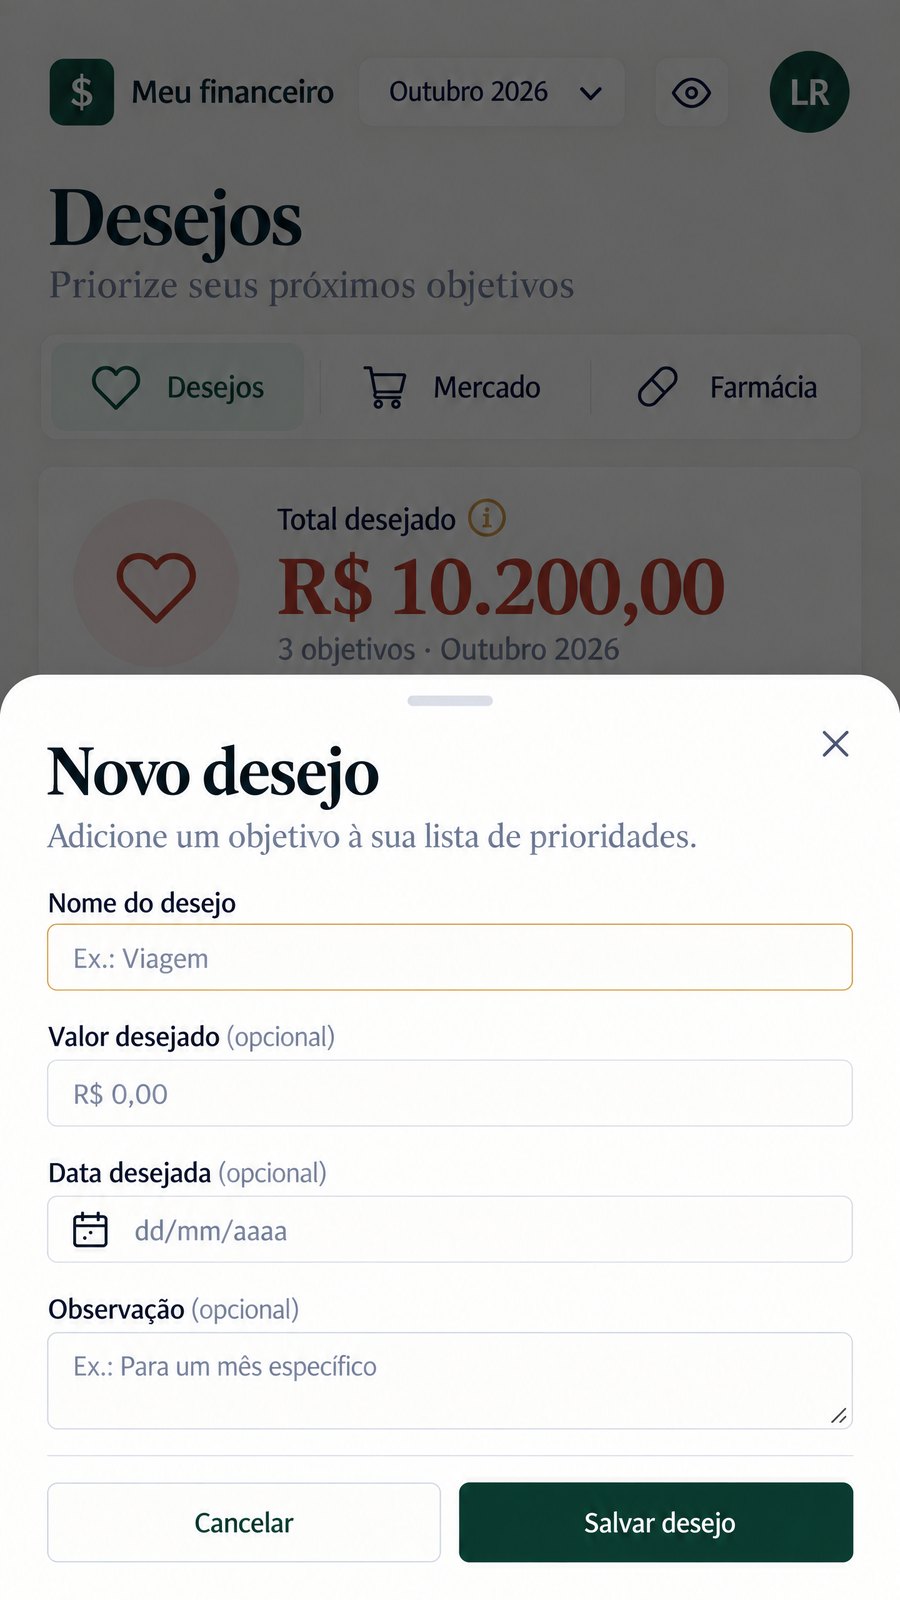 $ Meu financeiro Outubro 2026 LR
Desejos
Priorize seus próximos objetivos
Desejos Mercado Farmácia
Total desejado i
R$ 10.200,00
3 objetivos · Outubro 2026
Novo desejo
Adicione um objetivo à sua lista de prioridades.
Nome do desejo
Ex.: Viagem
Valor desejado (opcional)
R$ 0,00
Data desejada (opcional)
dd/mm/aaaa
Observação (opcional)
Ex.: Para um mês específico
Cancelar Salvar desejo